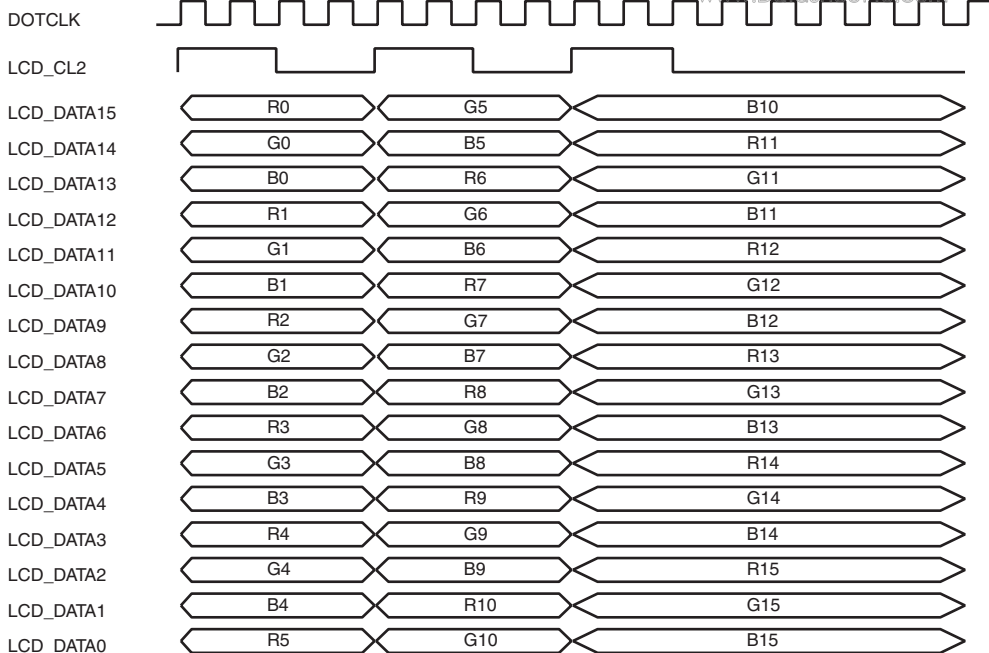 DOTCLK
LCD_CL2
LCD_DATA15 R0 G5 B10
LCD_DATA14 G0 B5 R11
LCD_DATA13 B0 R6 G11
LCD_DATA12 R1 G6 B11
LCD_DATA11 G1 B6 R12
LCD_DATA10 B1 R7 G12
LCD_DATA9 R2 G7 B12
LCD_DATA8 G2 B7 R13
LCD_DATA7 B2 R8 G13
LCD_DATA6 R3 G8 B13
LCD_DATA5 G3 B8 R14
LCD_DATA4 B3 R9 G14
LCD_DATA3 R4 G9 B14
LCD_DATA2 G4 B9 R15
LCD_DATA1 B4 R10 G15
LCD_DATA0 R5 G10 B15